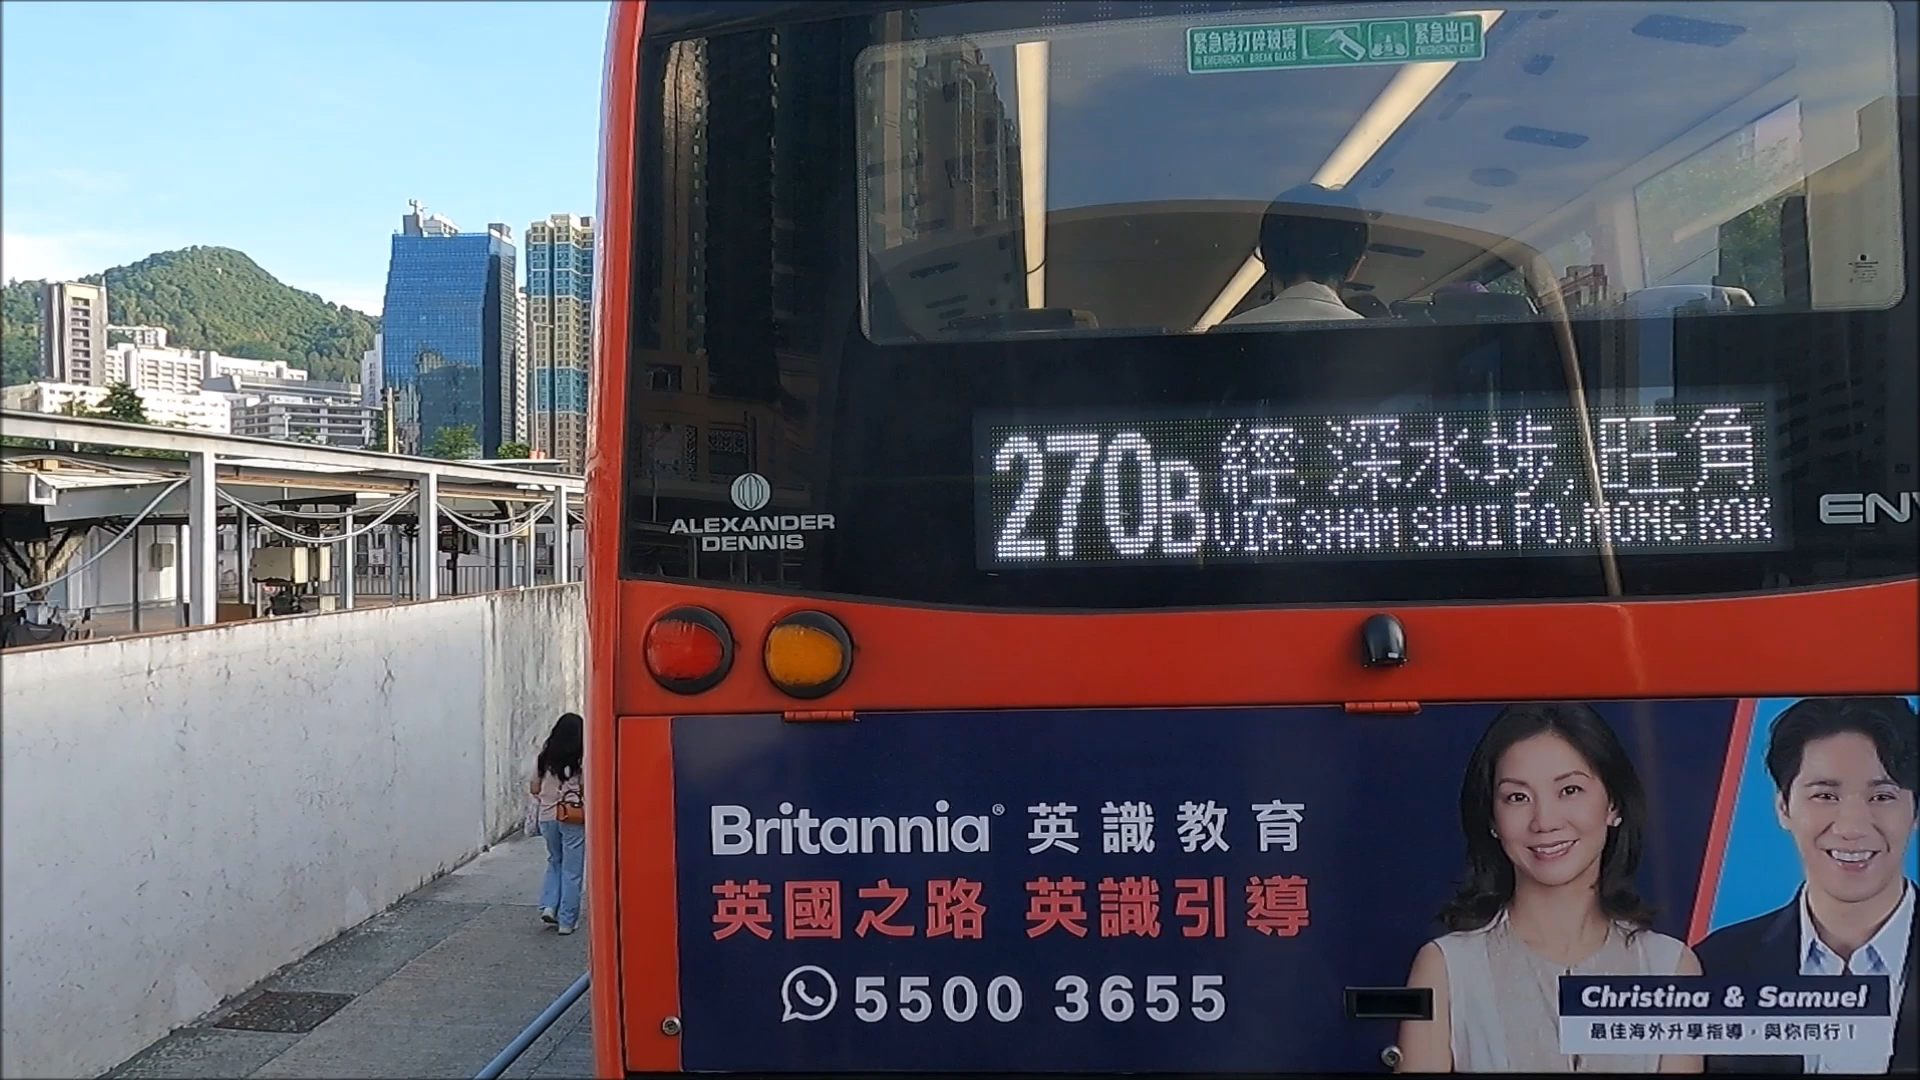 緊急時打碎玻璃 緊急出口
IN EMERGENCY BREAK GLASS EMERGENCY EXIT
270B 經 深水埗, 旺角
VIA: SHAM SHUI PO, MONG KOK
ALEXANDER
DENNIS
ENV
Britannia® 英識教育
英國之路 英識引導
5500 3655
Christina & Samuel
最佳海外升學指導，與你同行！